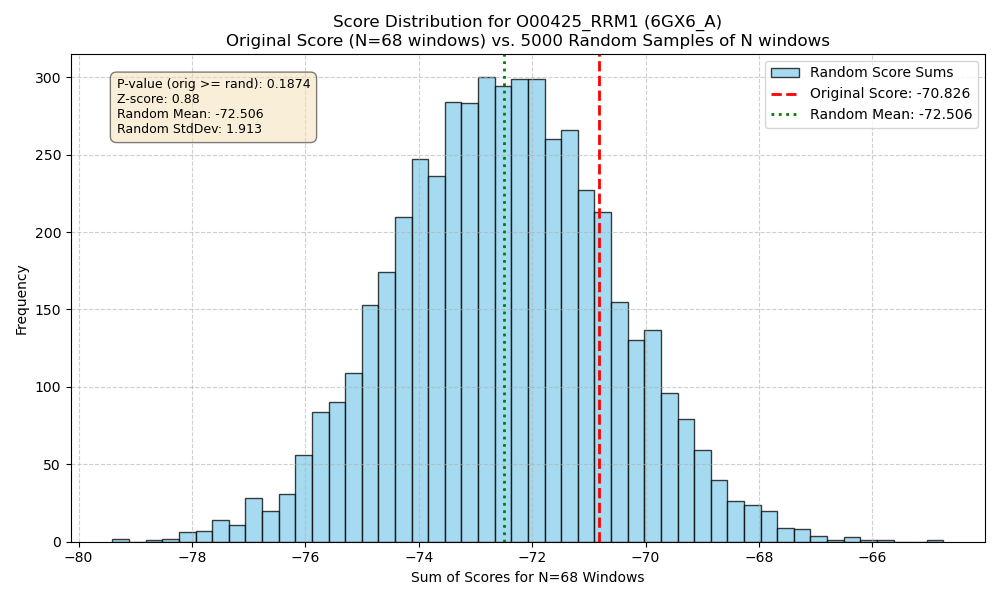 Score Distribution for O00425_RRM1 (6GX6_A)
Original Score (N=68 windows) vs. 5000 Random Samples of N windows
P-value (orig >= rand): 0.1874
Z-score: 0.88
Random Mean: -72.506
Random StdDev: 1.913
Random Score Sums
Original Score: -70.826
Random Mean: -72.506
Frequency
300
250
200
150
100
50
0
−80 −78 −76 −74 −72 −70 −68 −66
Sum of Scores for N=68 Windows